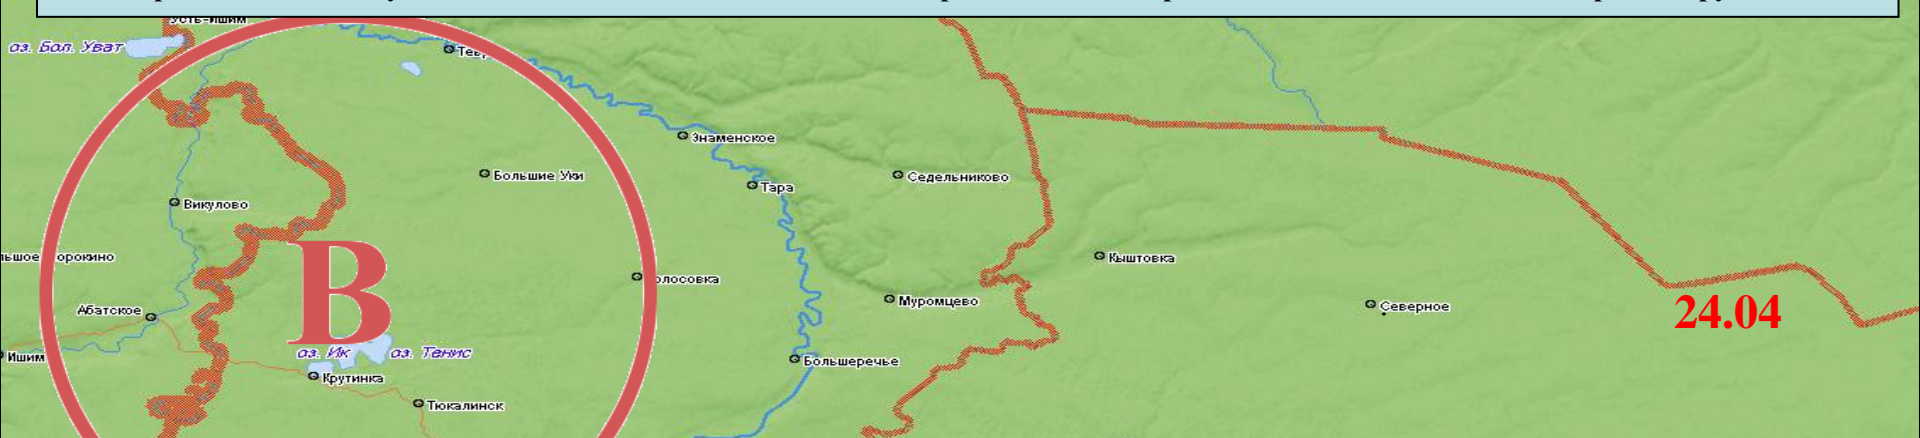 Усть-Ишим
оз. Бол. Уват
Знаменское
Большие Уки
Седельниково
Тара
Викулово
Кыштовка
В
Абатское
Муромцево
Северное
24.04
оз. Ик
оз. Тенис
Ишим
Большеречье
Крутинка
Тюкалинск